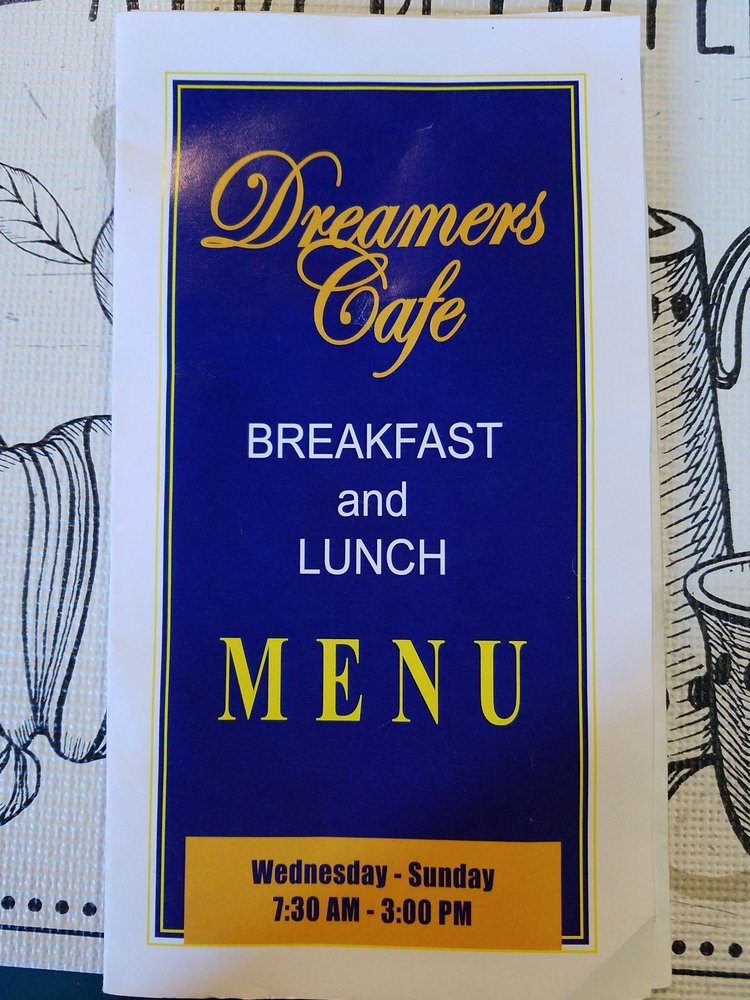 Dreamers
Cafe
BREAKFAST
and
LUNCH
MENU
Wednesday - Sunday
7:30 AM - 3:00 PM